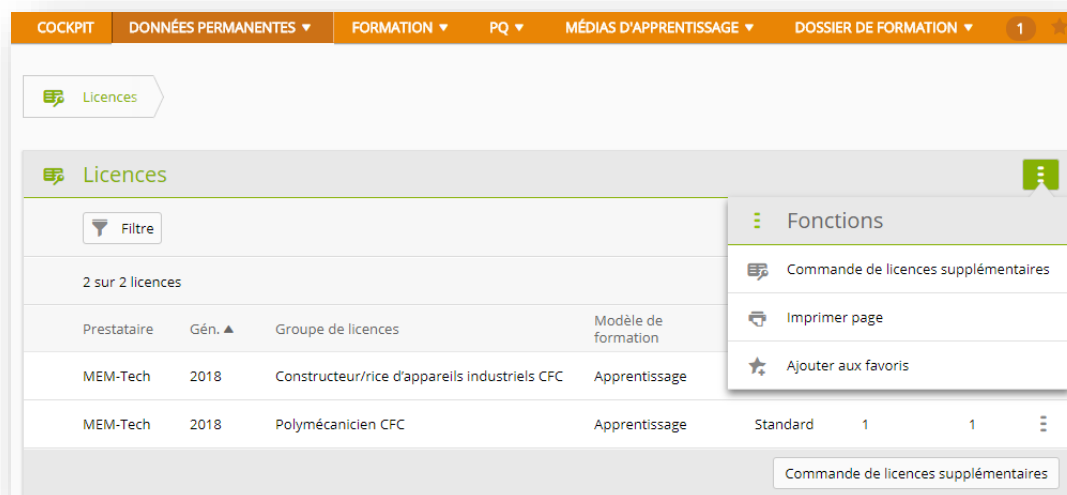 COCKPIT DONNÉES PERMANENTES ▼ FORMATION ▼ PQ ▼ MÉDIAS D'APPRENTISSAGE ▼ DOSSIER DE FORMATION ▼ 1
Licences
Licences
Fonctions
Filtre
Commande de licences supplémentaires
2 sur 2 licences
Imprimer page
Prestataire Gén. ▲ Groupe de licences Modèle de formation
Ajouter aux favoris
MEM-Tech 2018 Constructeur/rice d'appareils industriels CFC Apprentissage
MEM-Tech 2018 Polymécanicien CFC Apprentissage Standard 1 1
Commande de licences supplémentaires